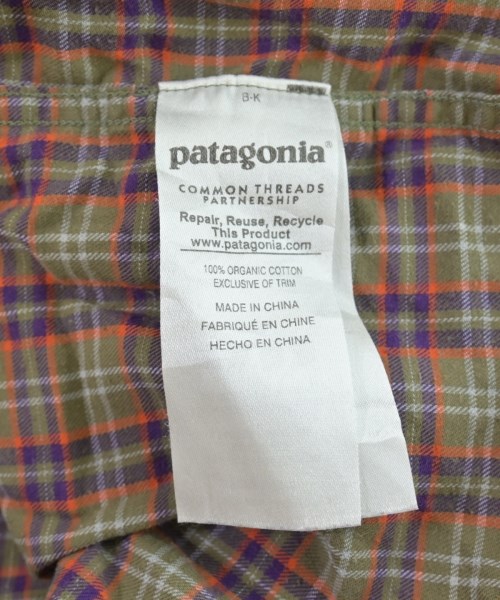 B-K
patagonia®
COMMON THREADS
PARTNERSHIP
Repair, Reuse, Recycle
This Product
www.patagonia.com
100% ORGANIC COTTON
EXCLUSIVE OF TRIM
MADE IN CHINA
FABRIQUÉ EN CHINE
HECHO EN CHINA